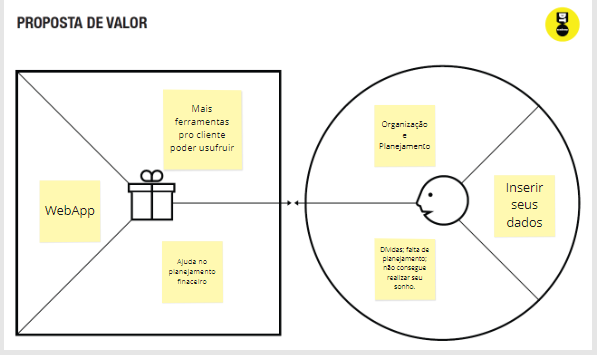 PROPOSTA DE VALOR
Mais
ferramentas
pro cliente
poder usufruir
WebApp
Ajuda no
planejamento
finaceiro
Organização
e
Planejamento
Inserir
seus
dados
Dívidas; falta de
planejamento;
não consegue
realizar seu
sonho.